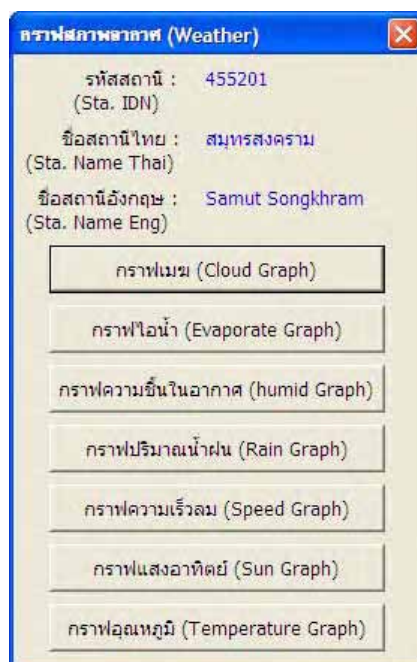 กราฟสภาพอากาศ (Weather)
รหัสสถานี : 455201
(Sta. IDN)
ชื่อสถานีไทย : สมุทรสงคราม
(Sta. Name Thai)
ชื่อสถานีอังกฤษ : Samut Songkhram
(Sta. Name Eng)
กราฟเมฆ (Cloud Graph)
กราฟไอน้ำ (Evaporate Graph)
กราฟความชื้นในอากาศ (humid Graph)
กราฟปริมาณน้ำฝน (Rain Graph)
กราฟความเร็วลม (Speed Graph)
กราฟแสงอาทิตย์ (Sun Graph)
กราฟอุณหภูมิ (Temperature Graph)